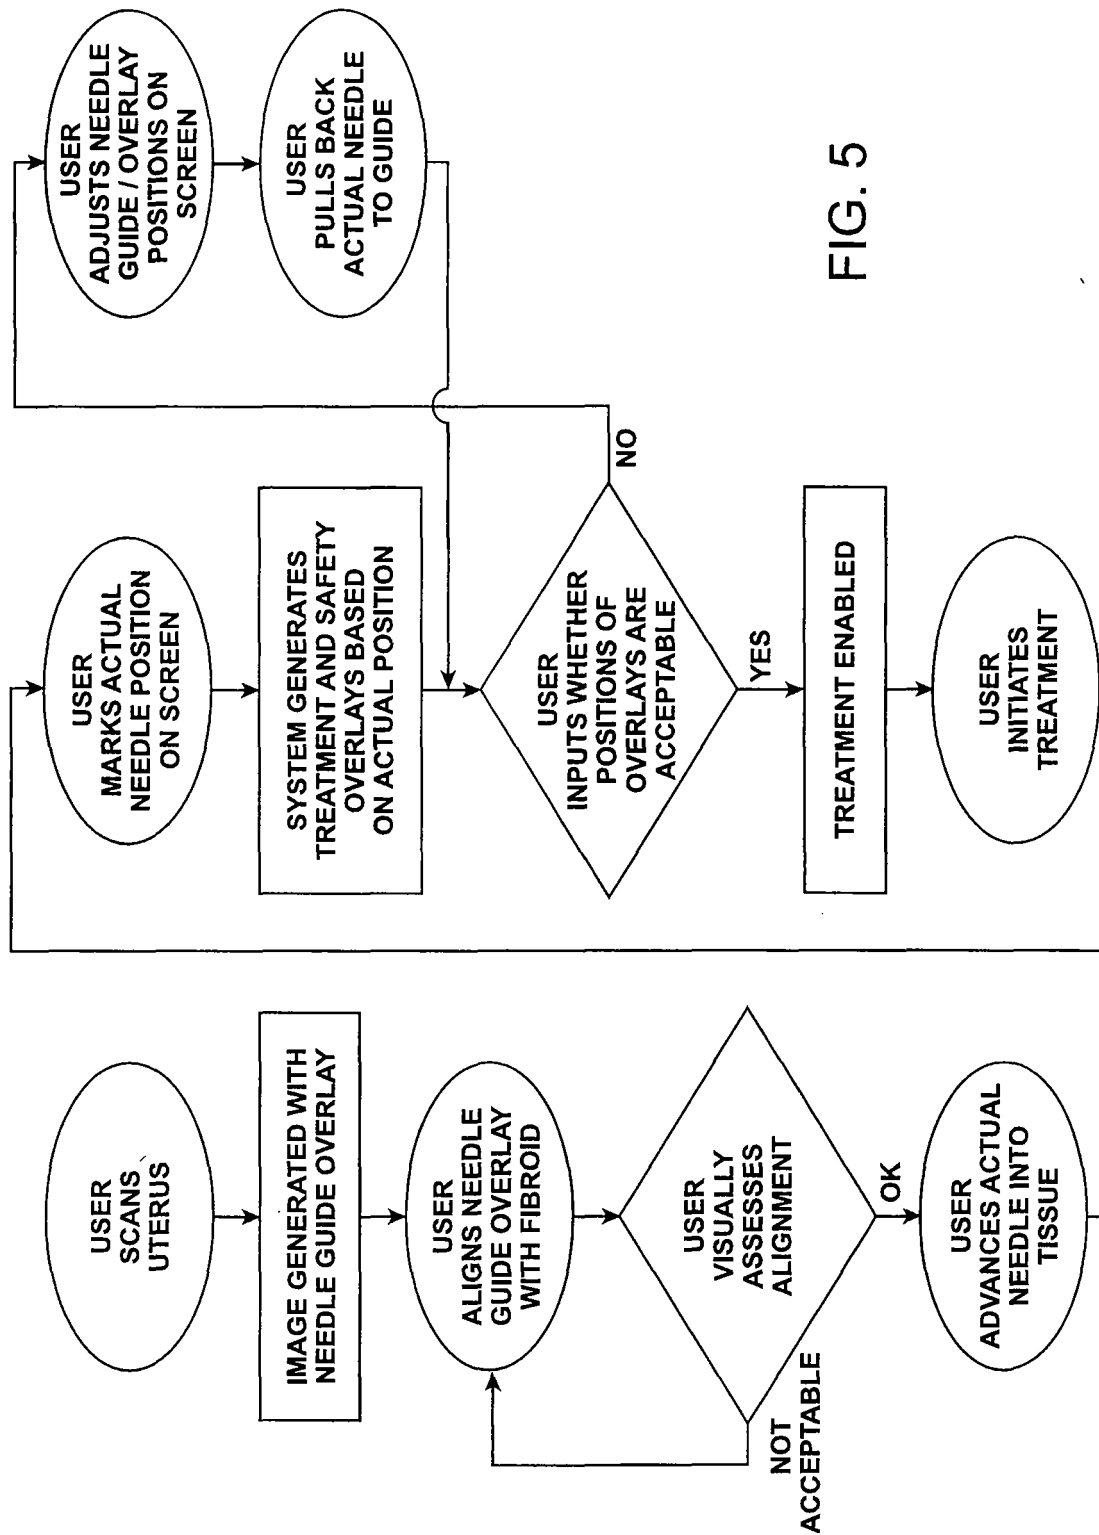 USER
SCANS
UTERUS
IMAGE GENERATED WITH
NEEDLE GUIDE OVERLAY
USER
ALIGNS NEEDLE
GUIDE OVERLAY
WITH FIBROID
USER
VISUALLY
ASSESSES
ALIGNMENT
NOT
ACCEPTABLE
OK
USER
ADVANCES ACTUAL
NEEDLE INTO
TISSUE
USER
MARKS ACTUAL
NEEDLE POSITION
ON SCREEN
SYSTEM GENERATES
TREATMENT AND SAFETY
OVERLAYS BASED
ON ACTUAL POSITION
USER
INPUTS WHETHER
POSITIONS OF
OVERLAYS ARE
ACCEPTABLE
NO
YES
TREATMENT ENABLED
USER
INITIATES
TREATMENT
USER
ADJUSTS NEEDLE
GUIDE / OVERLAY
POSITIONS ON
SCREEN
USER
PULLS BACK
ACTUAL NEEDLE
TO GUIDE
FIG. 5